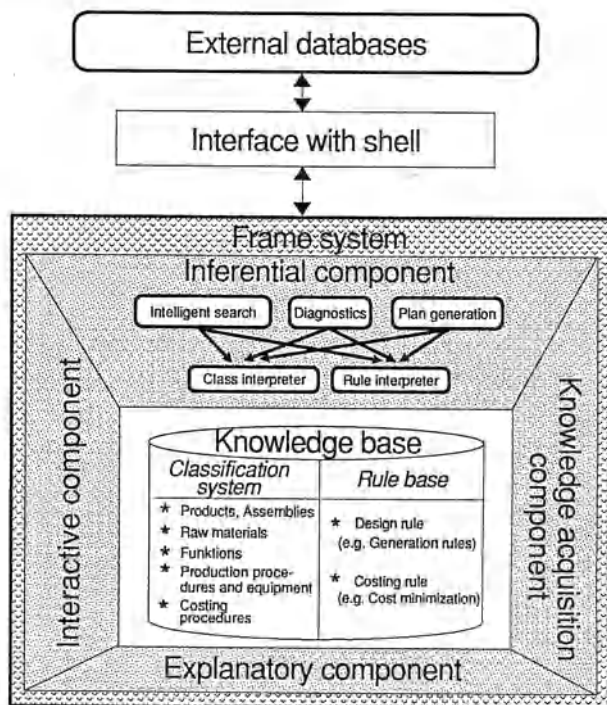 External databases
Interface with shell
Frame system
Inferential component
Intelligent search
Diagnostics
Plan generation
Class interpreter
Rule interpreter
Interactive component
Knowledge acquisition
component
Knowledge base
Classification
system
* Products, Assemblies
* Raw materials
* Funktions
* Production proce-
dures and equipment
* Costing
procedures
Rule base
* Design rule
(e.g. Generation rules)
* Costing rule
(e.g. Cost minimization)
Explanatory component